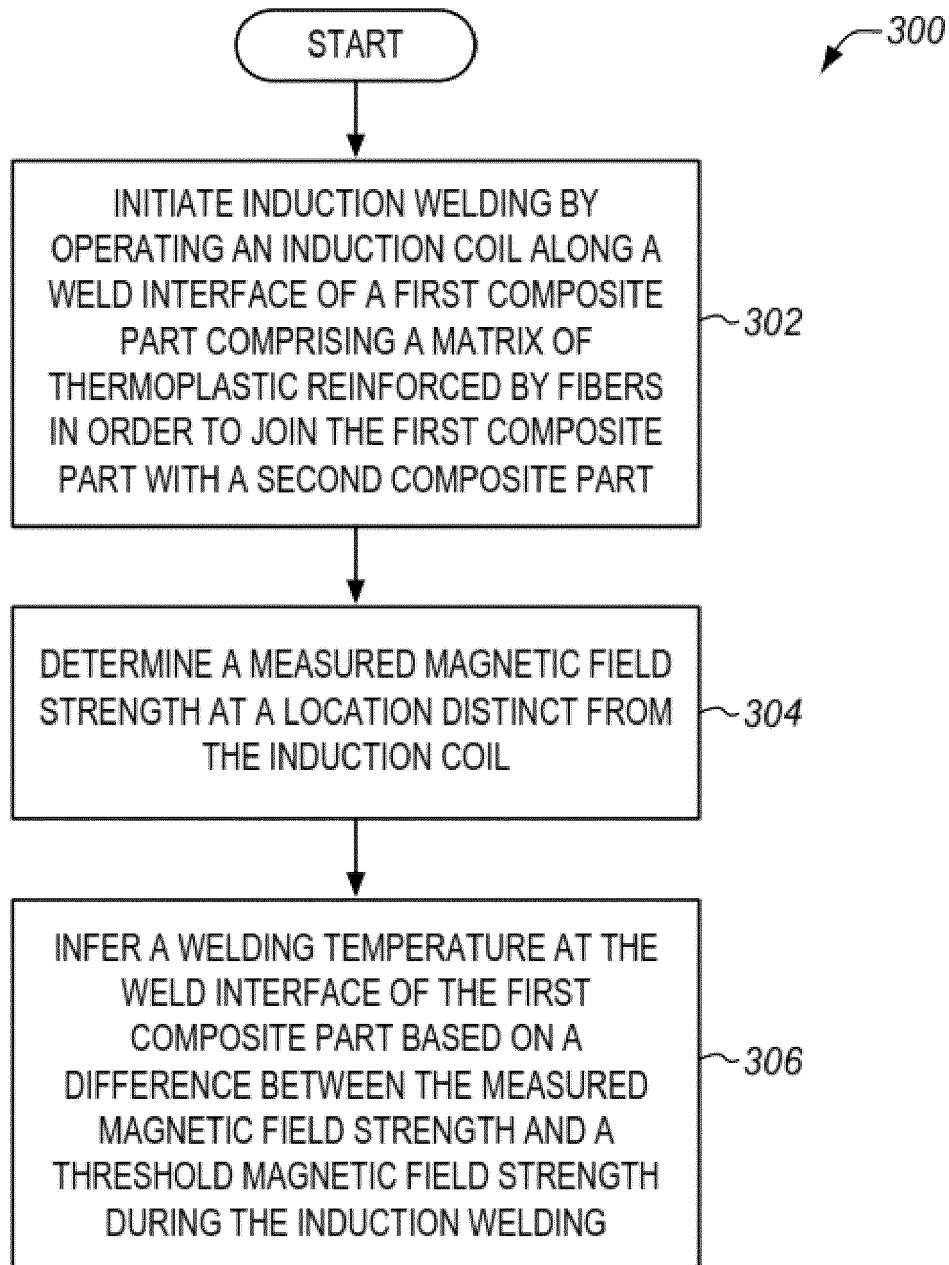 START
300
INITIATE INDUCTION WELDING BY
OPERATING AN INDUCTION COIL ALONG A
WELD INTERFACE OF A FIRST COMPOSITE
PART COMPRISING A MATRIX OF
THERMOPLASTIC REINFORCED BY FIBERS
IN ORDER TO JOIN THE FIRST COMPOSITE
PART WITH A SECOND COMPOSITE PART
302
DETERMINE A MEASURED MAGNETIC FIELD
STRENGTH AT A LOCATION DISTINCT FROM
THE INDUCTION COIL
304
INFER A WELDING TEMPERATURE AT THE
WELD INTERFACE OF THE FIRST
COMPOSITE PART BASED ON A
DIFFERENCE BETWEEN THE MEASURED
MAGNETIC FIELD STRENGTH AND A
THRESHOLD MAGNETIC FIELD STRENGTH
DURING THE INDUCTION WELDING
306